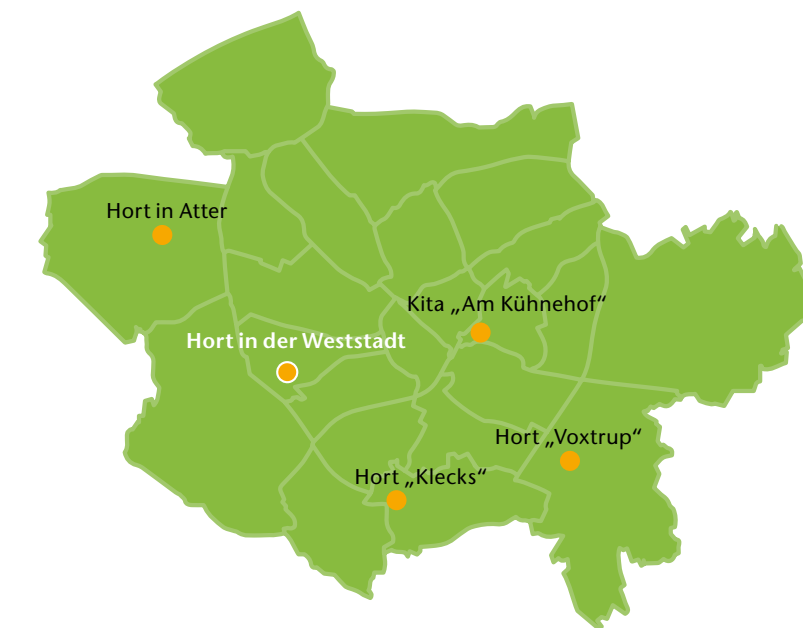 Hort in Atter
Kita „Am Kühnehof“
Hort in der Weststadt
Hort „Voxtrup“
Hort „Klecks“